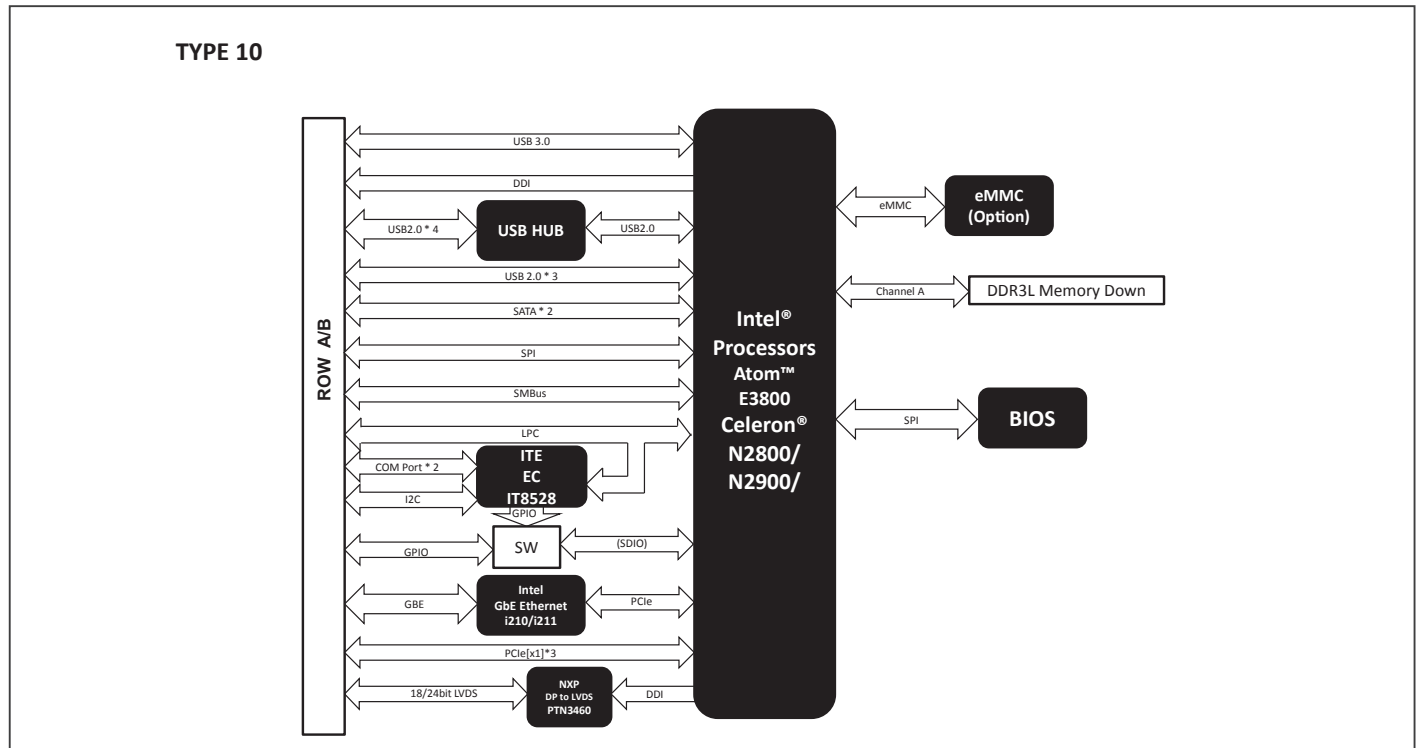 TYPE 10
ROW A/B
USB 3.0
DDI
USB2.0 * 4
USB HUB
USB2.0
USB 2.0 * 3
SATA * 2
SPI
SMBus
LPC
COM Port * 2
I2C
ITE
EC
IT8528
GPIO
GPIO
SW
(SDIO)
GBE
Intel
GbE Ethernet
i210/i211
PCIe
PCIe[x1]*3
18/24bit LVDS
NXP
DP to LVDS
PTN3460
DDI
Intel®
Processors
Atom™
E3800
Celeron®
N2800/
N2900/
eMMC
eMMC
(Option)
Channel A
DDR3L Memory Down
SPI
BIOS